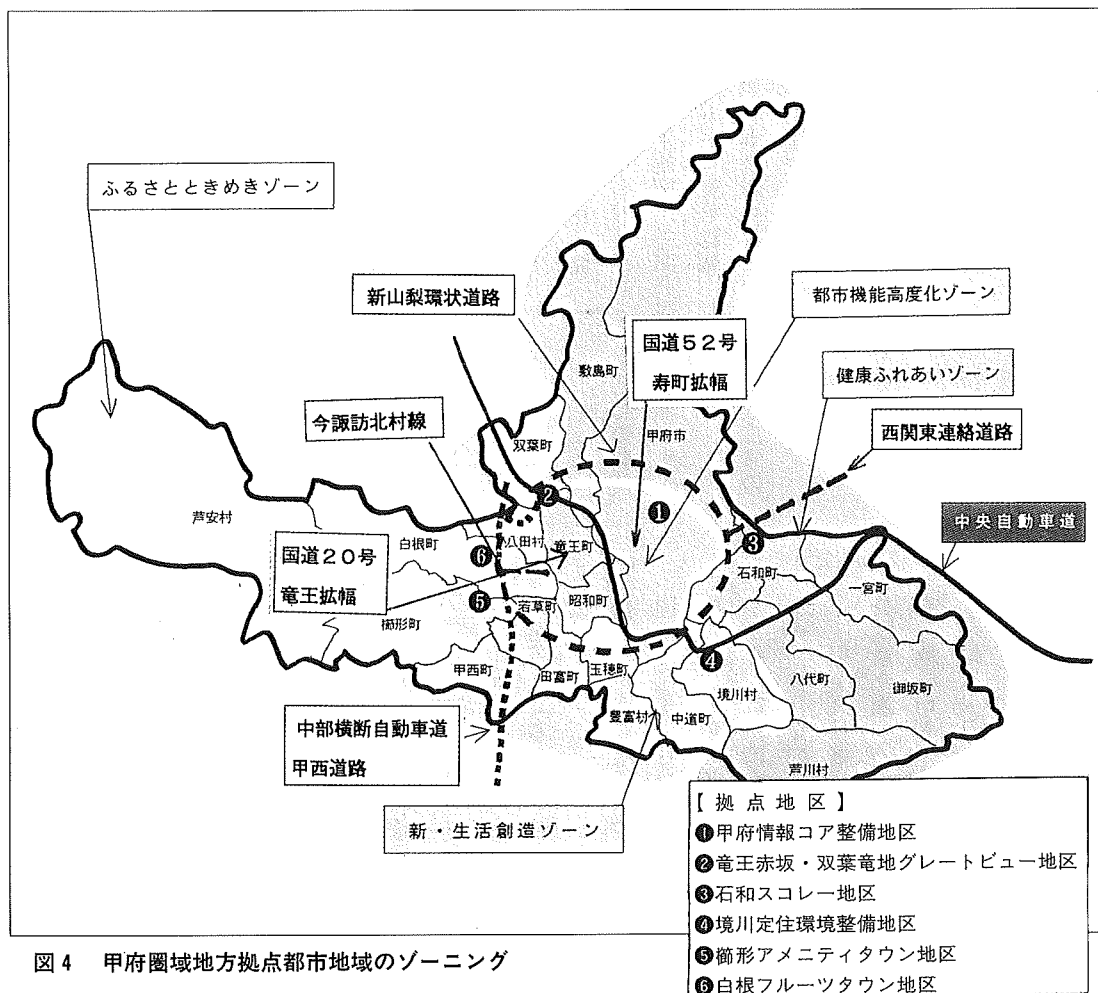 ふるさとときめきゾーン
新山梨環状道路
都市機能高度化ゾーン
国道52号
寿町拡幅
健康ふれあいゾーン
敷島町
今諏訪北村線
西関東連絡道路
双葉町
甲府市
❷
❶
中央自動車道
芦安村
白根町
八田村
竜王町
❸
国道20号
竜王拡幅
❻
石和町
一宮町
❺
若草町
昭和町
櫛形町
❹
甲西町
田富町
玉穂町
境川村
八代町
御坂町
豊富村
中道町
中部横断自動車道
甲西道路
芦川村
新・生活創造ゾーン
【拠点地区】
❶甲府情報コア整備地区
❷竜王赤坂・双葉竜地グレートビュー地区
❸石和スコレー地区
❹境川定住環境整備地区
❺櫛形アメニティタウン地区
❻白根フルーツタウン地区
図4 甲府圏域地方拠点都市地域のゾーニング